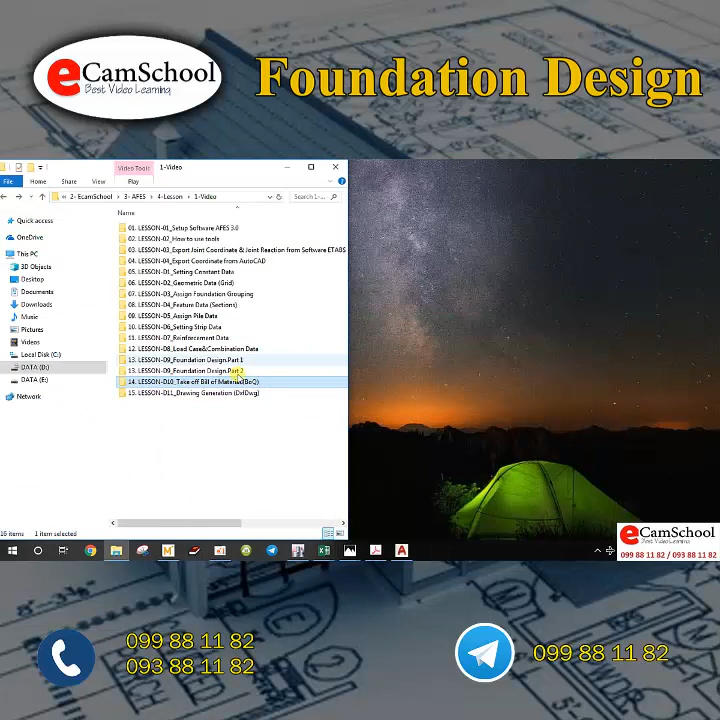 eCamSchool
Best Video Learning
Foundation Design
Video Tools
1-Video
File
Home
Share
View
Play
2- EcamSchool
3- AFES
4-Lesson
1-Video
Search 1-...
Name
Quick access
OneDrive
This PC
3D Objects
Desktop
Documents
Downloads
Music
Pictures
Videos
Local Disk (C:)
DATA (D:)
DATA (E:)
Network
01. LESSON-01_Setup Software AFES 3.0
02. LESSON-02_How to use tools
03. LESSON-03_Export Joint Coordinate & Joint Reaction from Software ETABS
04. LESSON-04_Export Coordinate from AutoCAD
05. LESSON-D1_Setting Constant Data
06. LESSON-D2_Geometric Data (Grid)
07. LESSON-D3_Assign Foundation Grouping
08. LESSON-D4_Feature Data (Sections)
09. LESSON-D5_Assign Pile Data
10. LESSON-D6_Setting Strip Data
11. LESSON-D7_Reinforcement Data
12. LESSON-D8_Load Case&Combination Data
13. LESSON-D9_Foundation Design.Part 1
13. LESSON-D9_Foundation Design.Part 2
14. LESSON-D10_Take off Bill of Material(BoQ)
15. LESSON-D11_Drawing Generation (DxfDwg)
16 items
1 item selected
eCamSchool
Best Video Learning
099 88 11 82 / 093 88 11 82
099 88 11 82
093 88 11 82
099 88 11 82